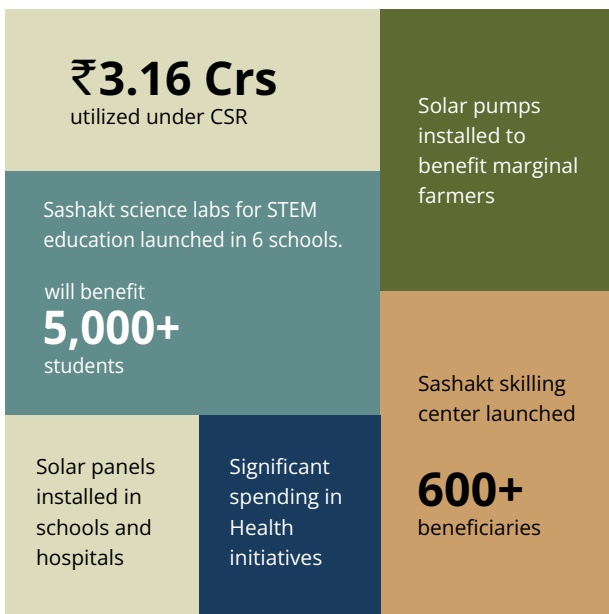 ₹3.16 Crs
utilized under CSR
Solar pumps
installed to
benefit marginal
farmers
Sashakt science labs for STEM
education launched in 6 schools.
will benefit
5,000+
students
Sashakt skilling
center launched
600+
beneficiaries
Solar panels
installed in
schools and
hospitals
Significant
spending in
Health
initiatives